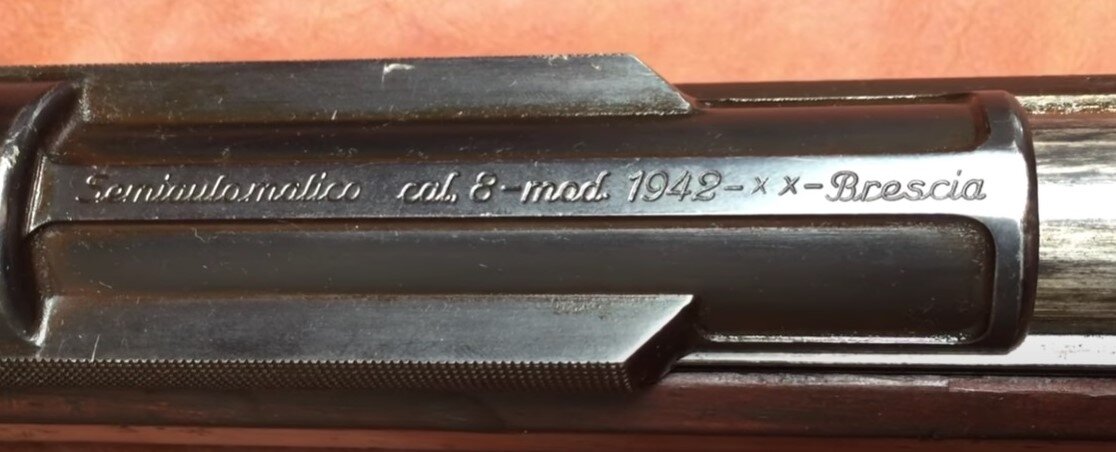 Semiautomatico cal. 8-mod. 1942-x x-Brescia